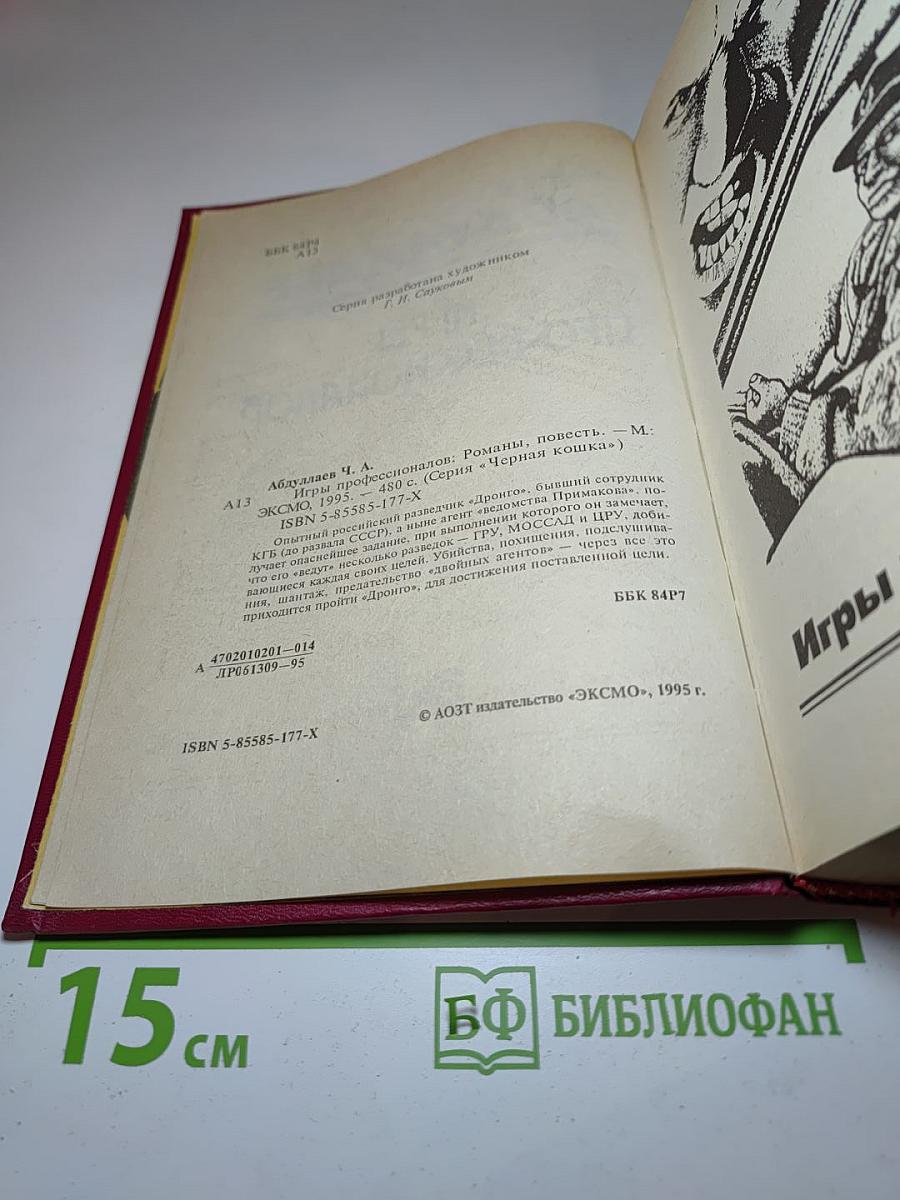 ББК 84Р4
А13
Серия разработана художником
Г. И. Сауковым
Абдуллаев Ч. А.
А13 Игры профессионалов: Романы, повесть. — М.:
ЭКСМО, 1995. — 480 с. (Серия «Черная кошка»)
ISBN 5-85585-177-X
Опытный российский разведчик «Дронго», бывший сотрудник
КГБ (до развала СССР), а ныне агент «ведомства Примакова», по-
лучает опаснейшее задание, при выполнении которого он замечает,
что его «ведут» несколько разведок — ГРУ, МОССАД и ЦРУ, доби-
вающиеся каждая своих целей. Убийства, похищения, подслушива-
ния, шантаж, предательство «двойных агентов» — через все это
приходится пройти «Дронго», для достижения поставленной цели.
ББК 84Р7
А 4702010201—014
ЛР061309—95
© АОЗТ издательство «ЭКСМО», 1995 г.
ISBN 5-85585-177-X
Игры
15 см
БФ БИБЛИОФАН